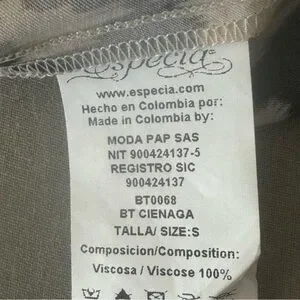 Especia
www.especia.com
Hecho en Colombia por:
Made in Colombia by:
MODA PAP SAS
NIT 900424137-5
REGISTRO SIC
900424137
BT0068
BT CIENAGA
TALLA/ SIZE:S
Composicion/Composition:
Viscosa / Viscose 100%